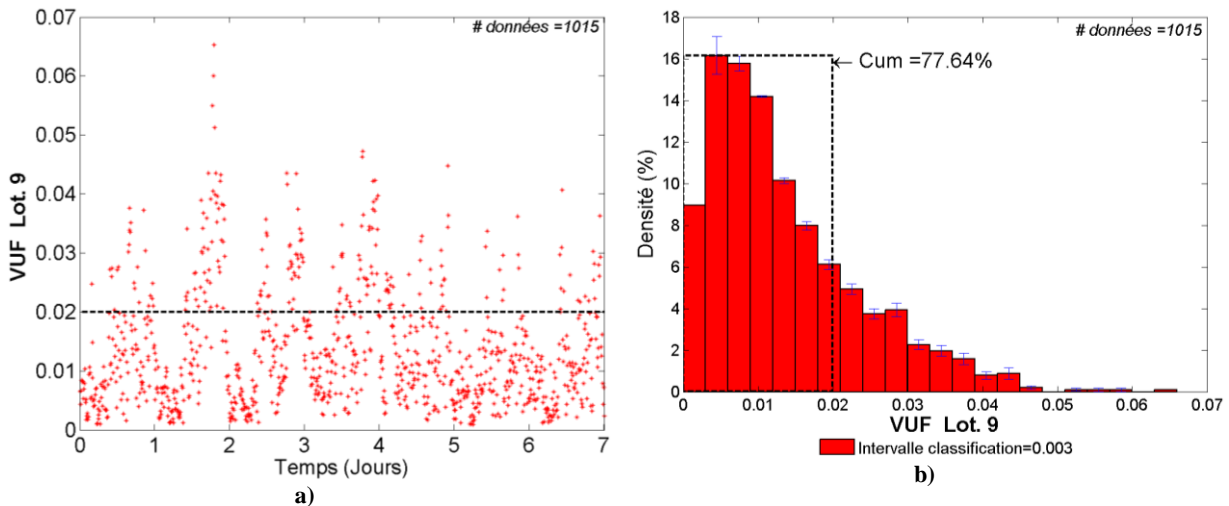 # données =1015
0.07
0.06
0.05
0.04
0.03
0.02
0.01
0
VUF Lot. 9
0 1 2 3 4 5 6 7
Temps (Jours)
a)
# données =1015
18
16
14
12
10
8
6
4
2
0
Densité (%)
← Cum =77.64%
0 0.01 0.02 0.03 0.04 0.05 0.06 0.07
VUF Lot. 9
Intervalle classification=0.003
b)